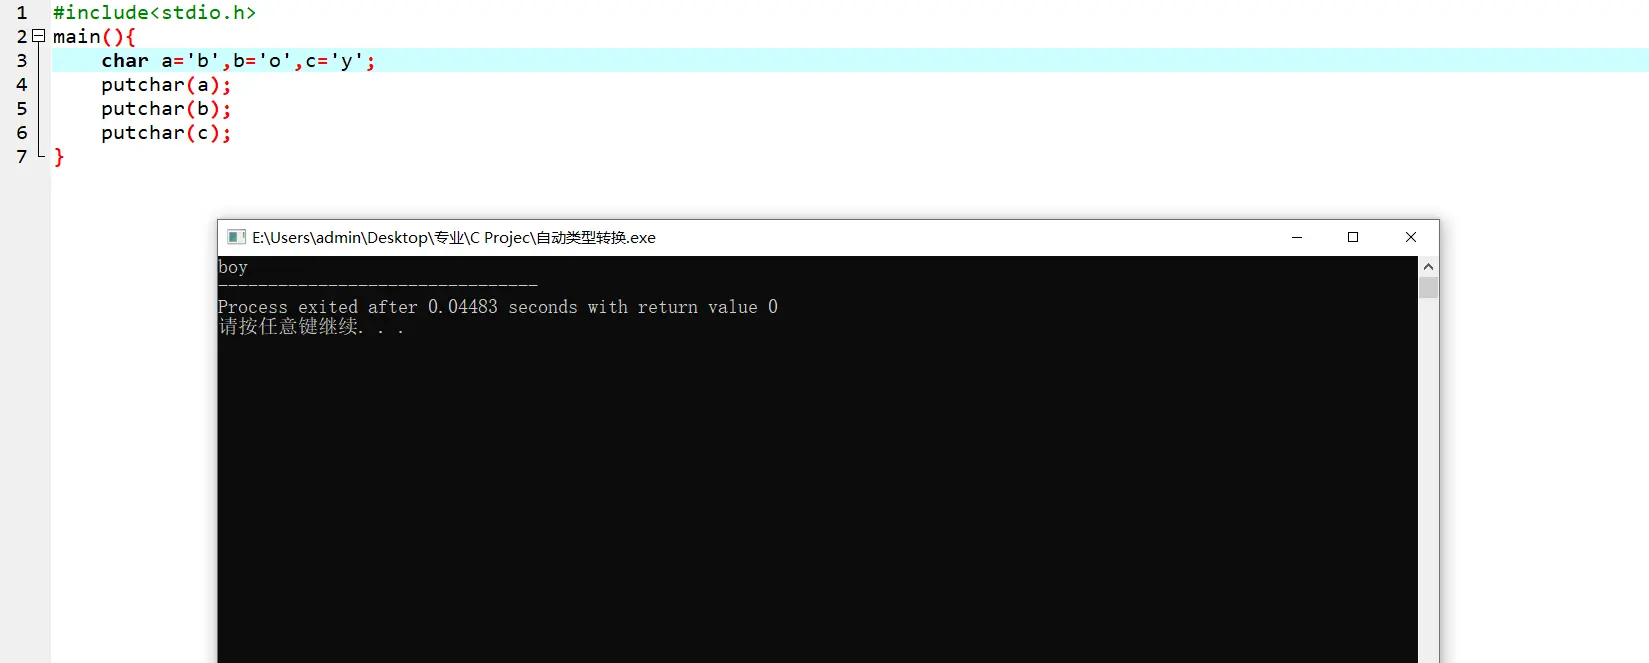 1 #include<stdio.h>
2 main(){
3 char a='b',b='o',c='y';
4 putchar(a);
5 putchar(b);
6 putchar(c);
7 }
E:\Users\admin\Desktop\专业\C Projec\自动类型转换.exe
boy
--------------------------------
Process exited after 0.04483 seconds with return value 0
请按任意键继续. . .